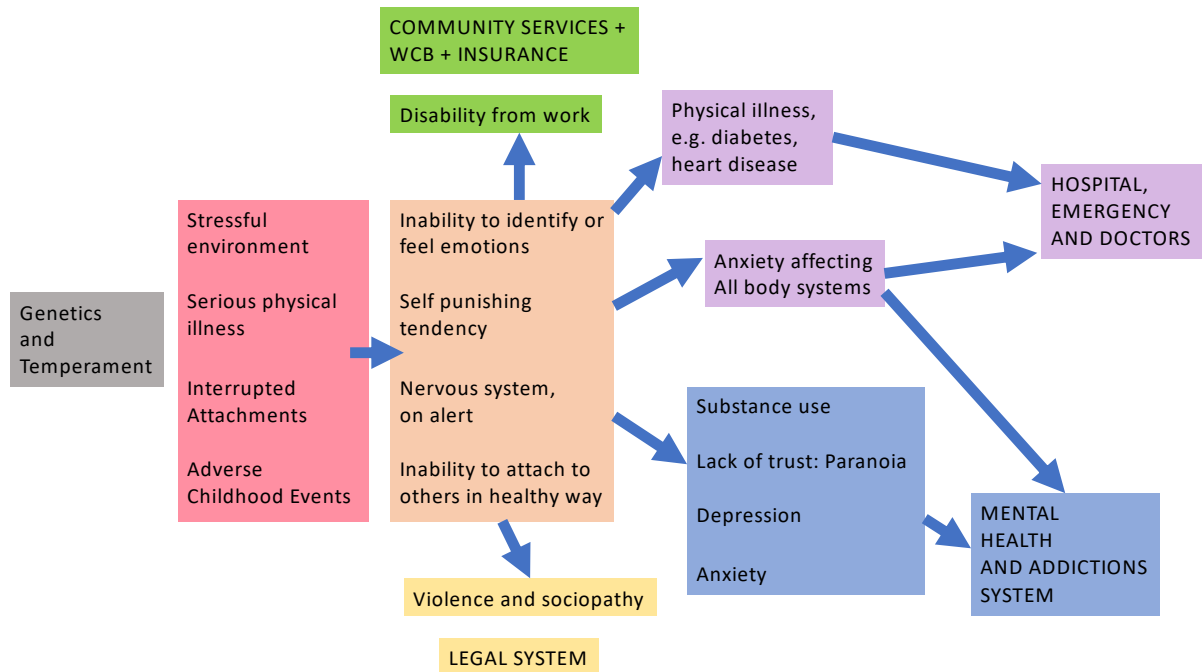 COMMUNITY SERVICES +
WCB + INSURANCE
Disability from work
Physical illness,
e.g. diabetes,
heart disease
HOSPITAL,
EMERGENCY
AND DOCTORS
Genetics
and
Temperament
Stressful
environment
Serious physical
illness
Interrupted
Attachments
Adverse
Childhood Events
Inability to identify or
feel emotions
Self punishing
tendency
Nervous system,
on alert
Inability to attach to
others in healthy way
Anxiety affecting
All body systems
Substance use
Lack of trust: Paranoia
Depression
Anxiety
MENTAL
HEALTH
AND ADDICTIONS
SYSTEM
Violence and sociopathy
LEGAL SYSTEM